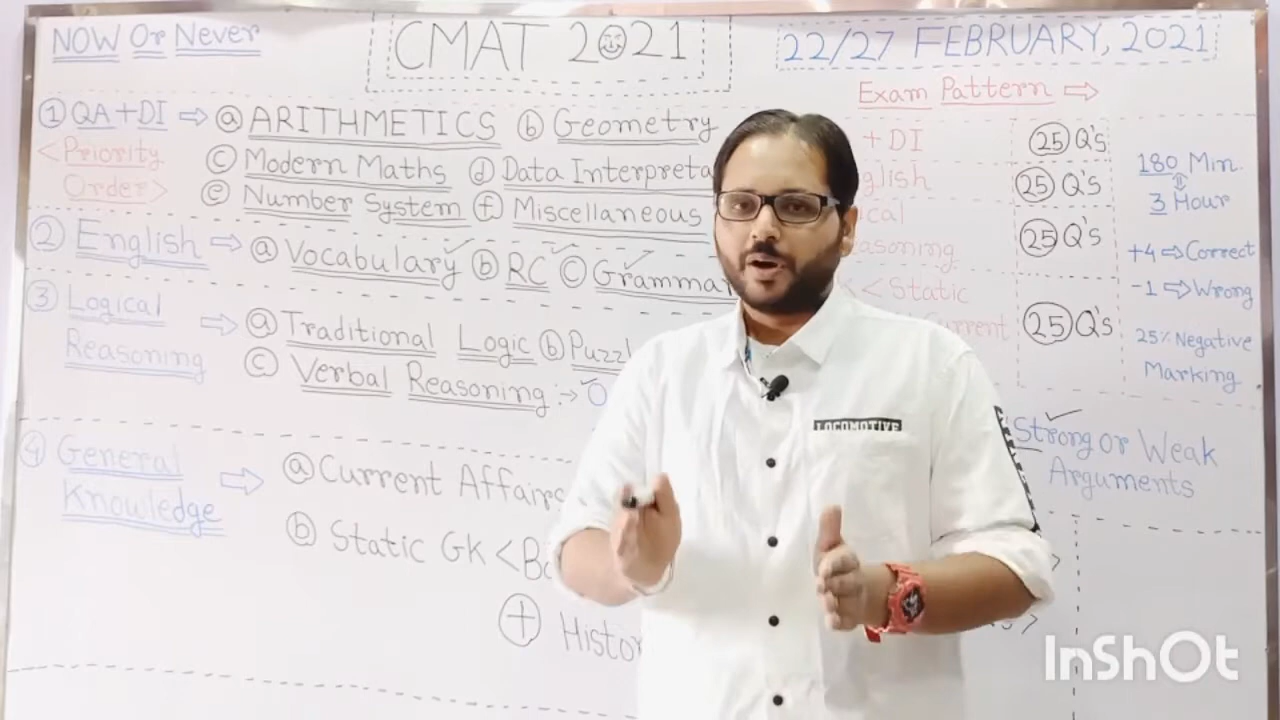 NOW Or Never
CMAT 2021
22/27 FEBRUARY, 2021
Exam Pattern ⇒
① QA+DI ⇒ ⓐ ARITHMETICS ⓑ Geometry
<Priority Order>
ⓒ Modern Maths ⓓ Data Interpreta
ⓔ Number System ⓕ Miscellaneous
② English ⇒ ⓐ Vocabulary ✓ ⓑ RC ✓ ⓒ Grammar ✓
③ Logical Reasoning ⇒ ⓐ Traditional Logic ⓑ Puzzl
ⓒ Verbal Reasoning :→
④ General Knowledge ⇒ ⓐ Current Affairs
ⓑ Static GK <
+ Histo
+ DI 25 Q's
glish 25 Q's
ical
easoning 25 Q's
< Static
Current 25 Q's
180 Min.
⇕
3 Hour
+4 ⇒ Correct
-1 ⇒ Wrong
25% Negative
Marking
✓
Strong or Weak
Arguments
LOCOMOTIVE
InShOt